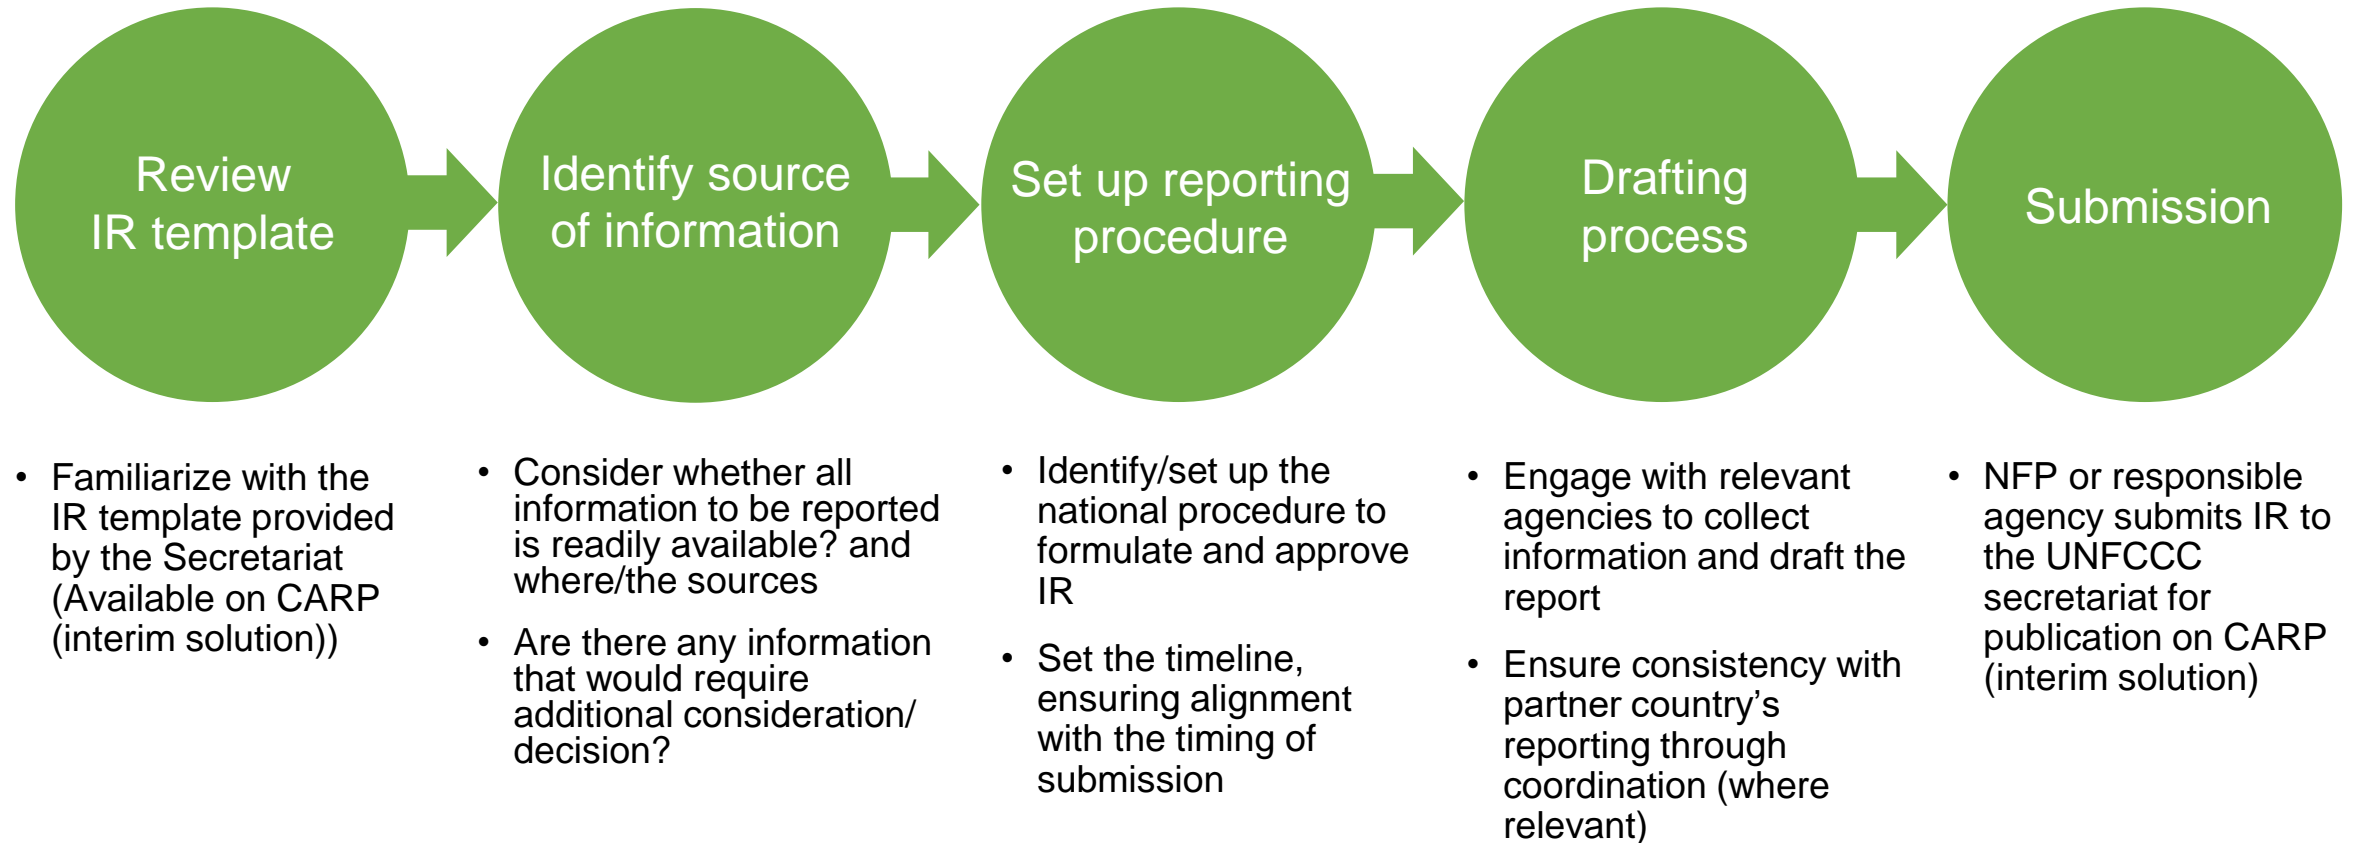 Review
IR template
Identify source
of information
Set up reporting
procedure
Drafting
process
Submission
• Familiarize with the
IR template provided
by the Secretariat
(Available on CARP
(interim solution))
• Consider whether all
information to be reported
is readily available? and
where/the sources
• Are there any information
that would require
additional consideration/
decision?
• Identify/set up the
national procedure to
formulate and approve
IR
• Set the timeline,
ensuring alignment
with the timing of
submission
• Engage with relevant
agencies to collect
information and draft the
report
• Ensure consistency with
partner country’s
reporting through
coordination (where
relevant)
• NFP or responsible
agency submits IR to
the UNFCCC
secretariat for
publication on CARP
(interim solution)